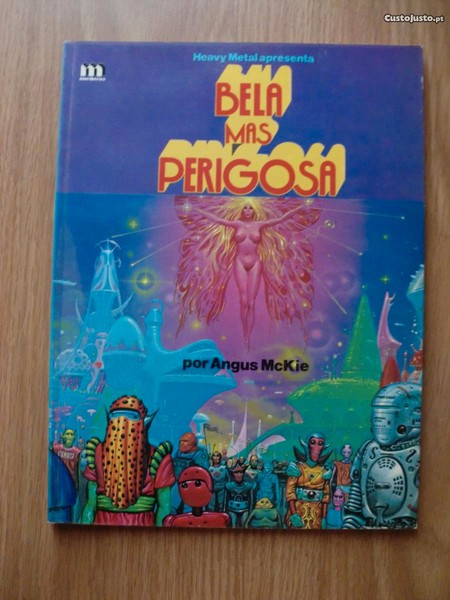 CustoJusto.pt
m
Heavy Metal apresenta
BELA
MAS
PERIGOSA
por Angus McKie